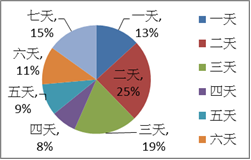 七天,
15%
一天,
13%
六天,
11%
二天,
25%
五天,
9%
四天,
8%
三天,
19%
一天
二天
三天
四天
五天
六天